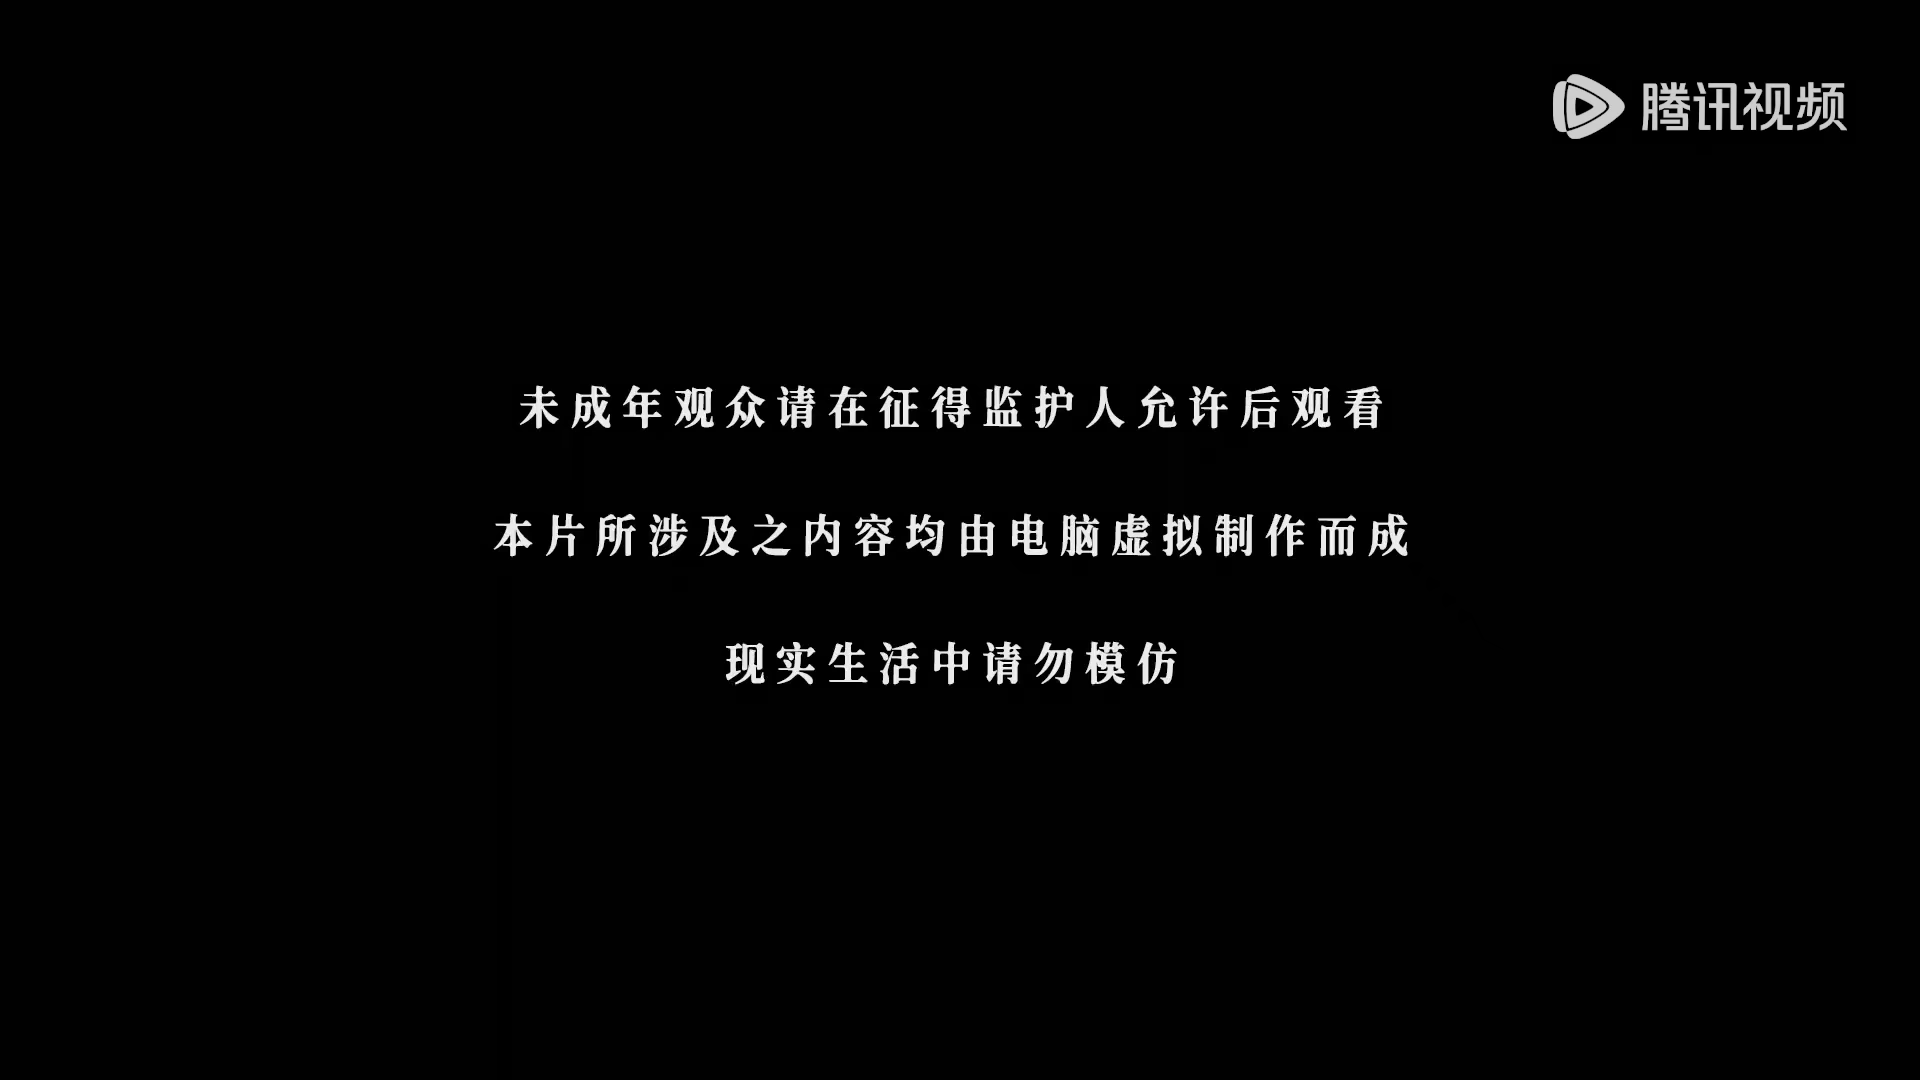 腾讯视频
未成年观众请在征得监护人允许后观看
本片所涉及之内容均由电脑虚拟制作而成
现实生活中请勿模仿